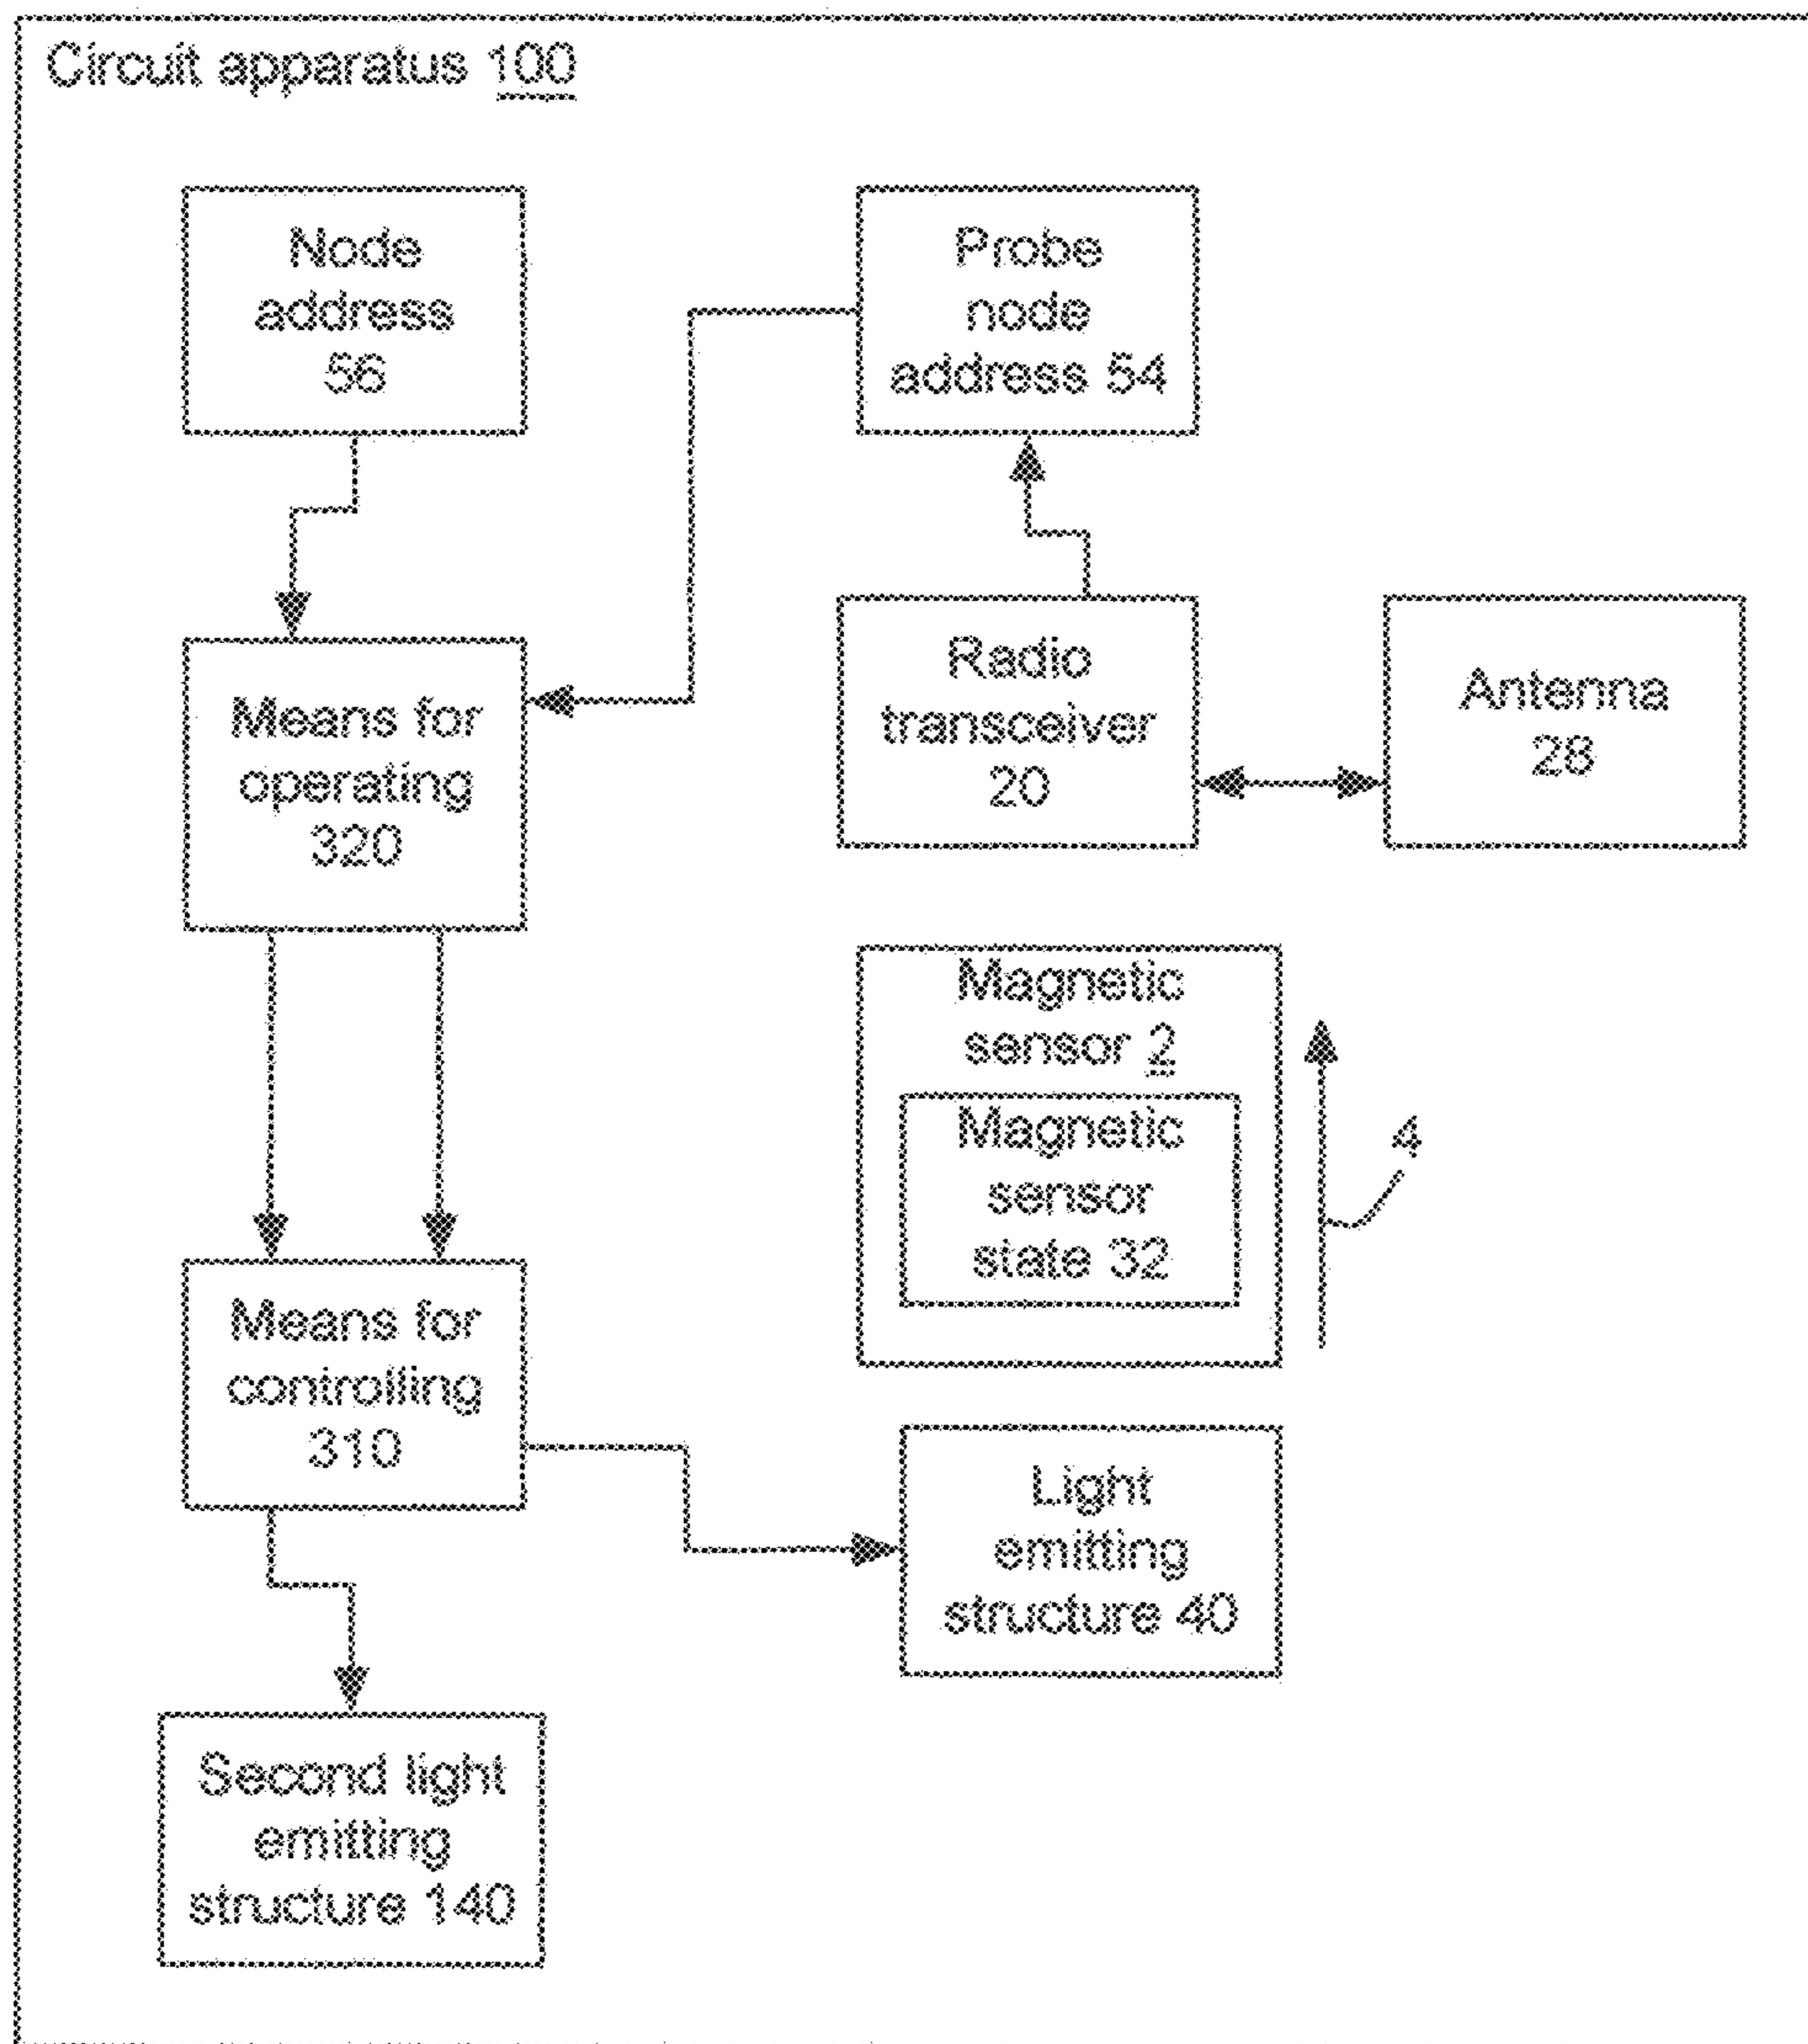 Circuit apparatus 100
Node
address
56
Probe
node
address 54
Means for
operating
320
Radio
transceiver
20
Antenna
28
Magnetic
sensor 2
Magnetic
sensor
state 32
4
Means for
controlling
310
Light
emitting
structure 40
Second light
emitting
structure 140